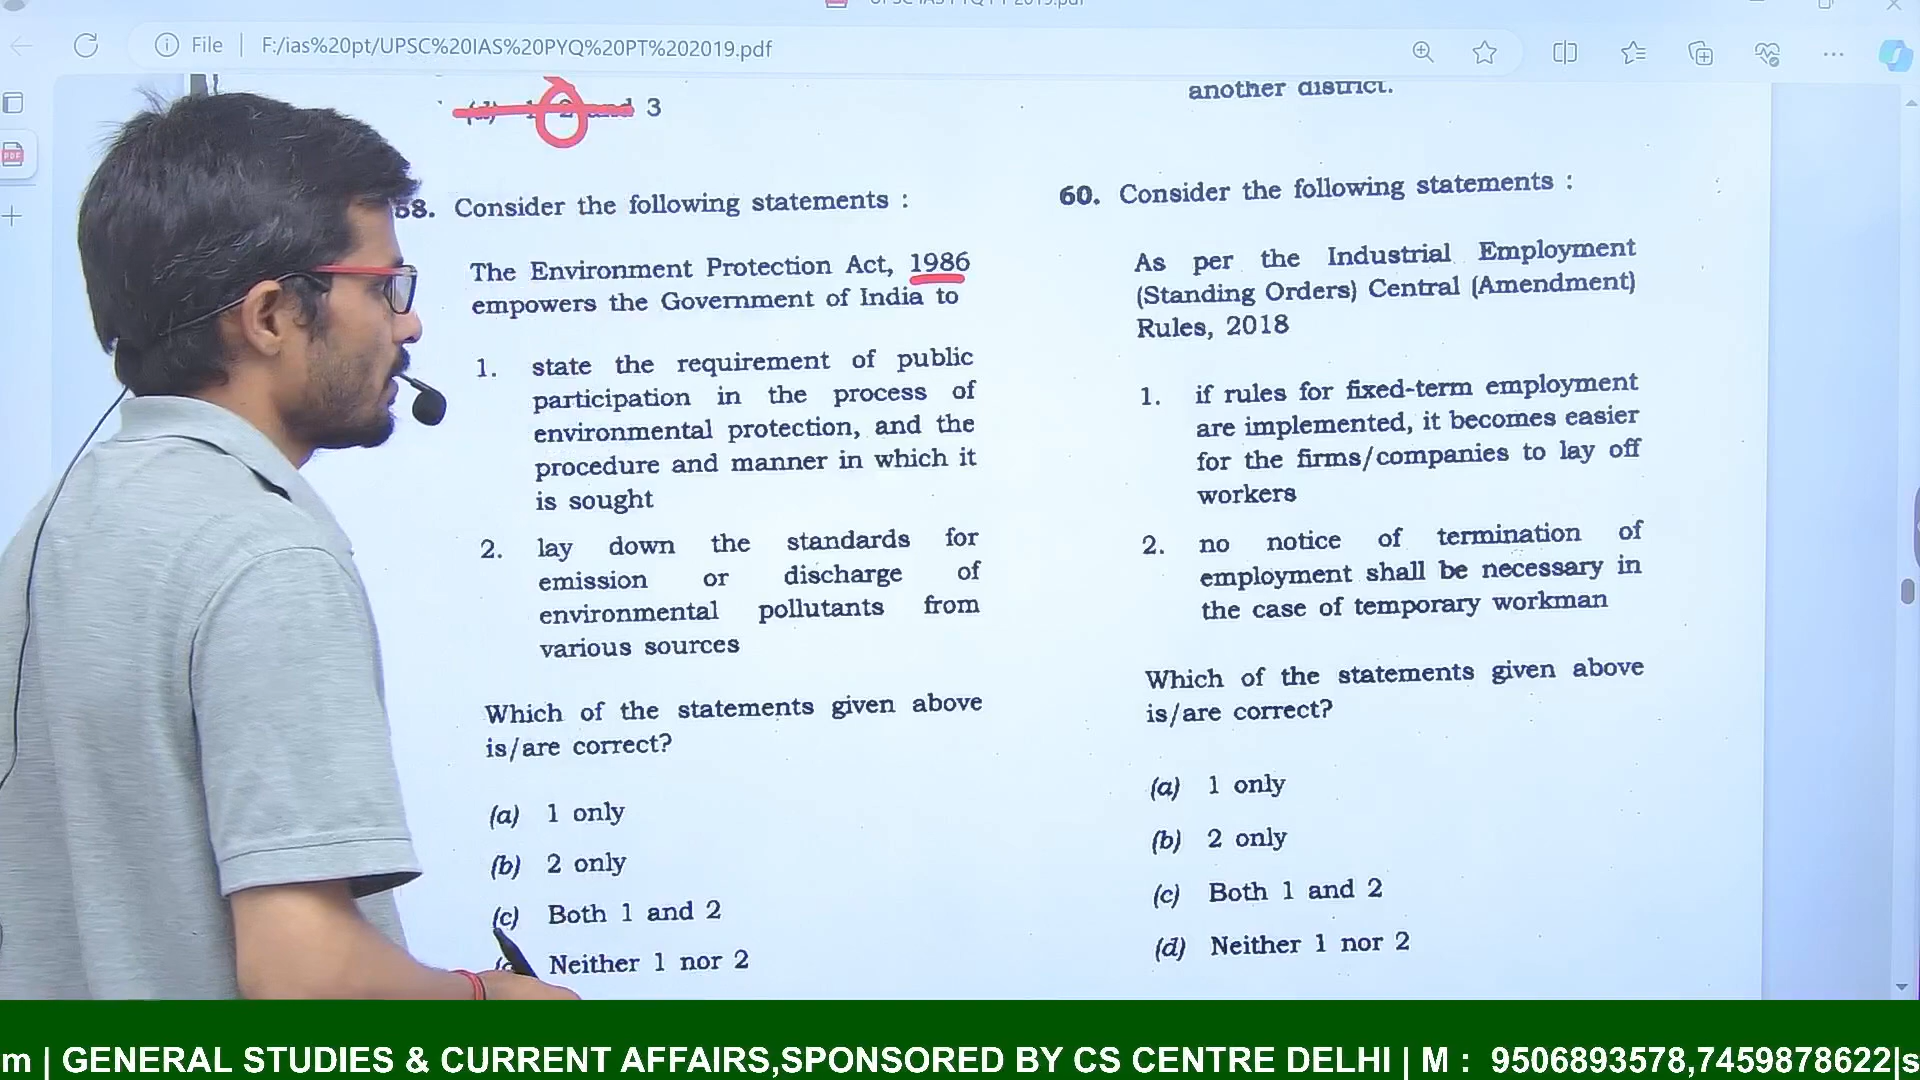 File
F:/ias%20pt/UPSC%20IAS%20PYQ%20PT%202019.pdf
(d) 1, 2 and 3
58. Consider the following statements :
The Environment Protection Act, 1986
empowers the Government of India to
1. state the requirement of public
participation in the process of
environmental protection, and the
procedure and manner in which it
is sought
2. lay down the standards for
emission or discharge of
environmental pollutants from
various sources
Which of the statements given above
is/are correct?
(a) 1 only
(b) 2 only
(c) Both 1 and 2
Neither 1 nor 2
another district.
60. Consider the following statements :
As per the Industrial Employment
(Standing Orders) Central (Amendment)
Rules, 2018
1. if rules for fixed-term employment
are implemented, it becomes easier
for the firms/companies to lay off
workers
2. no notice of termination of
employment shall be necessary in
the case of temporary workman
Which of the statements given above
is/are correct?
(a) 1 only
(b) 2 only
(c) Both 1 and 2
(d) Neither 1 nor 2
m | GENERAL STUDIES & CURRENT AFFAIRS,SPONSORED BY CS CENTRE DELHI | M : 9506893578,7459878622|s